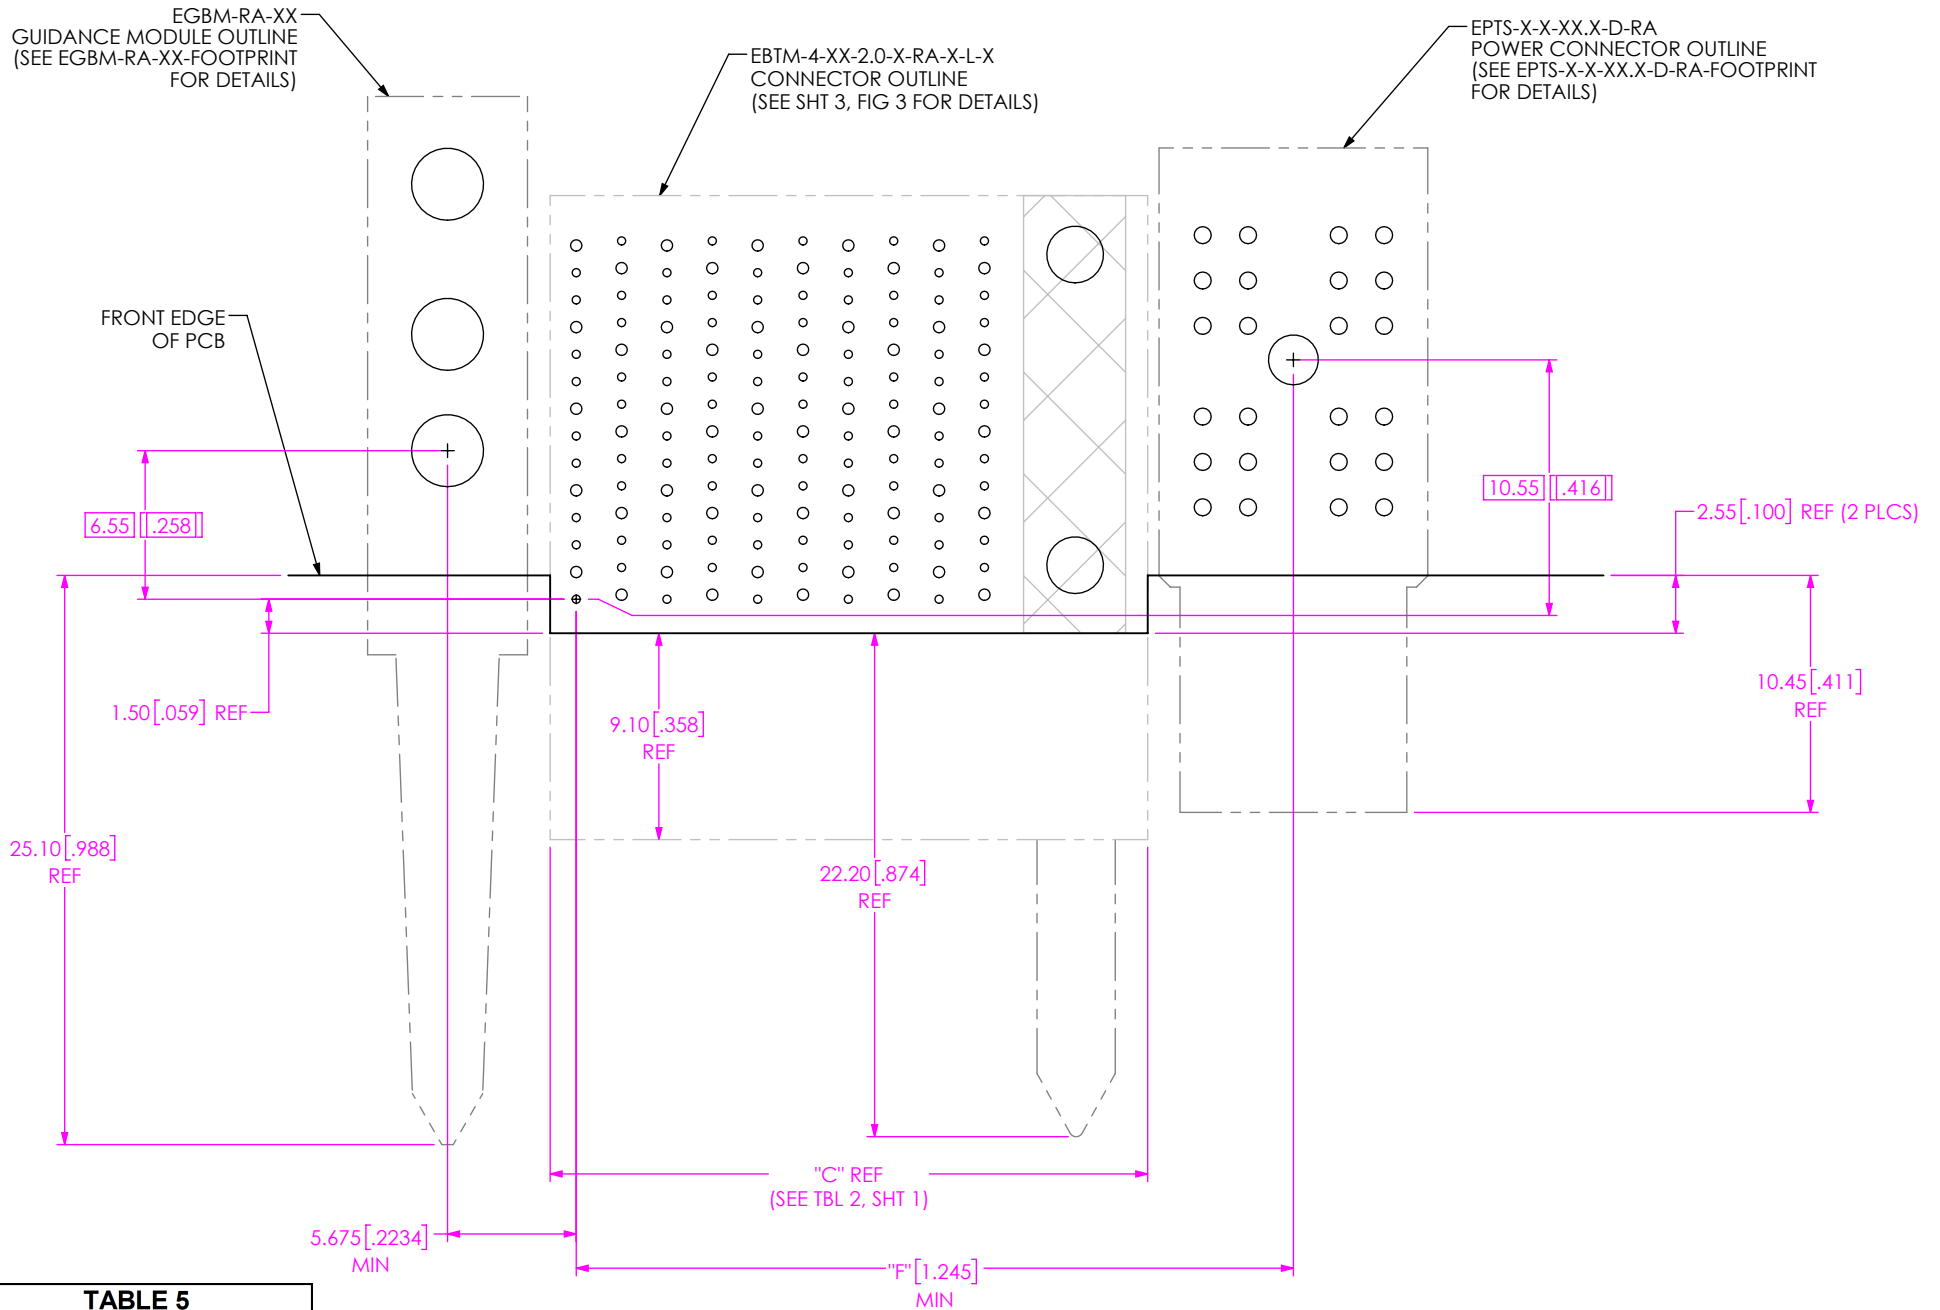 EGBM-RA-XX
GUIDANCE MODULE OUTLINE
(SEE EGBM-RA-XX-FOOTPRINT
FOR DETAILS)
EBTM-4-XX-2.0-X-RA-X-L-X
CONNECTOR OUTLINE
(SEE SHT 3, FIG 3 FOR DETAILS)
EPTS-X-X-XX.X-D-RA
POWER CONNECTOR OUTLINE
(SEE EPTS-X-X-XX.X-D-RA-FOOTPRINT
FOR DETAILS)
FRONT EDGE
OF PCB
6.55 [.258]
10.55 [.416]
2.55[.100] REF (2 PLCS)
1.50[.059] REF
9.10[.358]
REF
10.45[.411]
REF
25.10[.988]
REF
22.20[.874]
REF
"C" REF
(SEE TBL 2, SHT 1)
5.675[.2234]
MIN
"F"[1.245]
MIN
TABLE 5